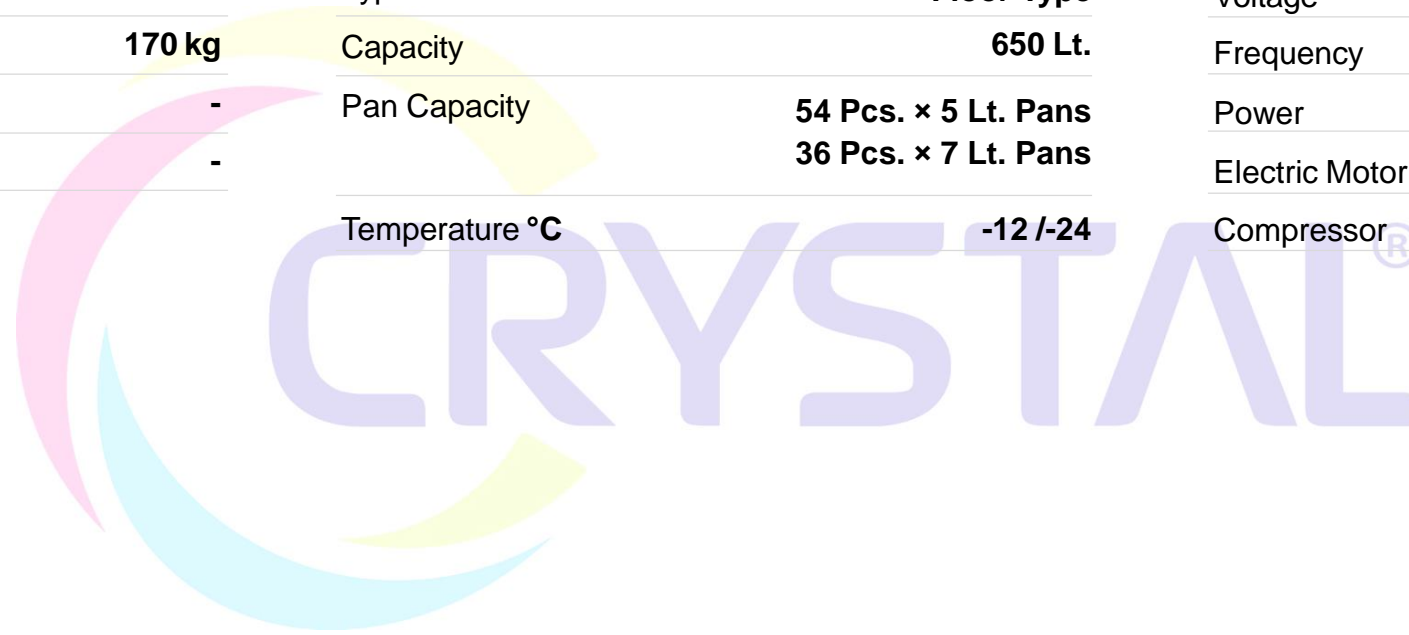 Type
Floor Type
Voltage
170 kg
Capacity
650 Lt.
Frequency
-
Pan Capacity
54 Pcs. × 5 Lt. Pans
Power
-
36 Pcs. × 7 Lt. Pans
Electric Motor
Temperature °C
-12 /-24
Compressor
CRYSTAL®